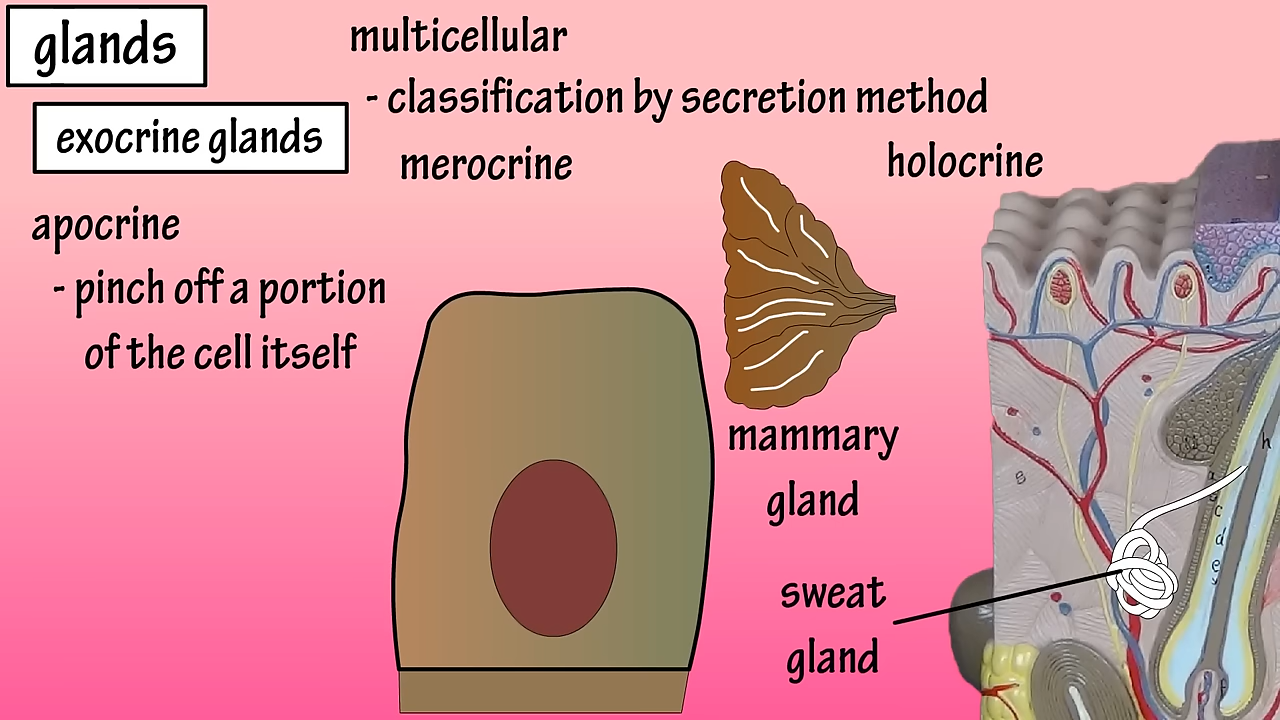 glands
multicellular
- classification by secretion method
exocrine glands
merocrine
holocrine
apocrine
- pinch off a portion
of the cell itself
mammary
gland
sweat
gland
h
s
c
d
e